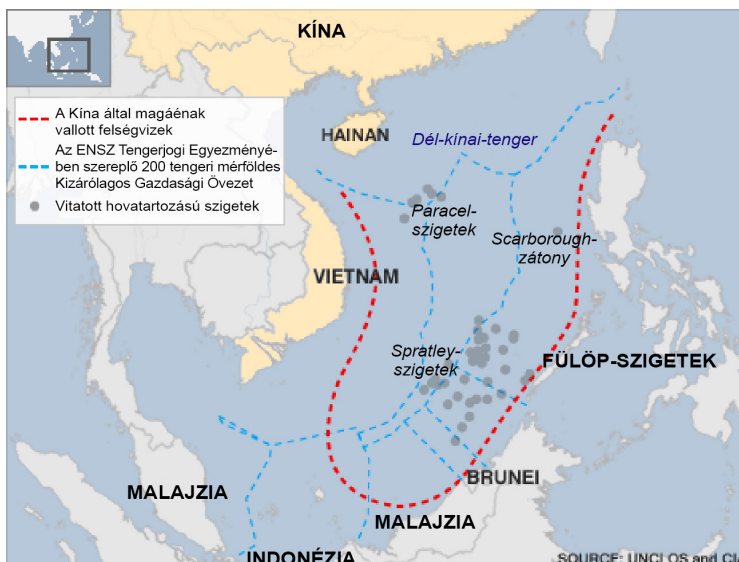 KÍNA
A Kína által magáénak
vallott felségvizek
Az ENSZ Tengerjogi Egyezményé-
ben szereplő 200 tengeri mérföldes
Kizárólagos Gazdasági Övezet
Vitatott hovatartozású szigetek
HAINAN
Dél-kínai-tenger
Paracel-
szigetek
Scarborough-
zátony
VIETNAM
Spratley-
szigetek
FÜLÖP-SZIGETEK
BRUNEI
MALAJZIA
MALAJZIA
INDONÉZIA
SOURCE: UNCLOS and